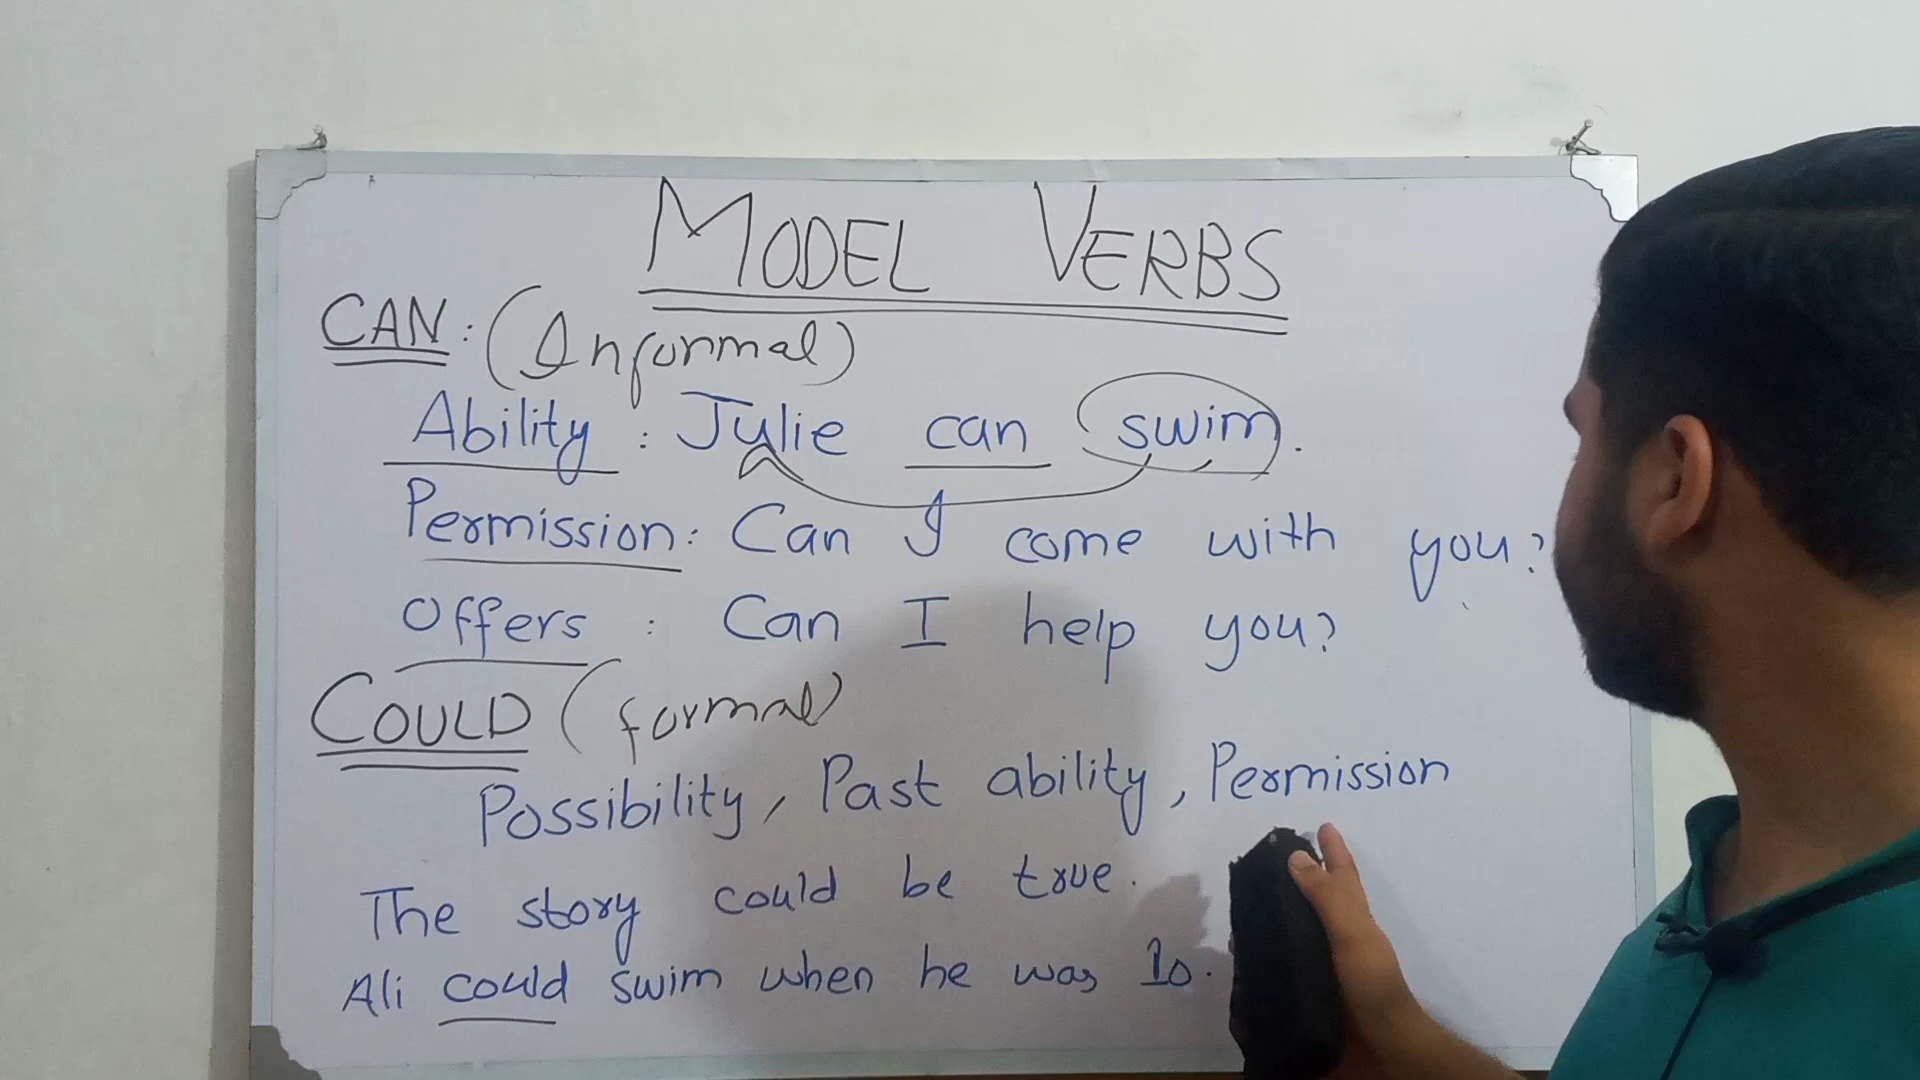 MODEL VERBS
CAN: (Informal)
Ability : Julie can swim.
Permission: Can I come with you?
Offers : Can I help you?
COULD (formal)
Possibility, Past ability, Permission
The story could be true.
Ali could swim when he was 10.